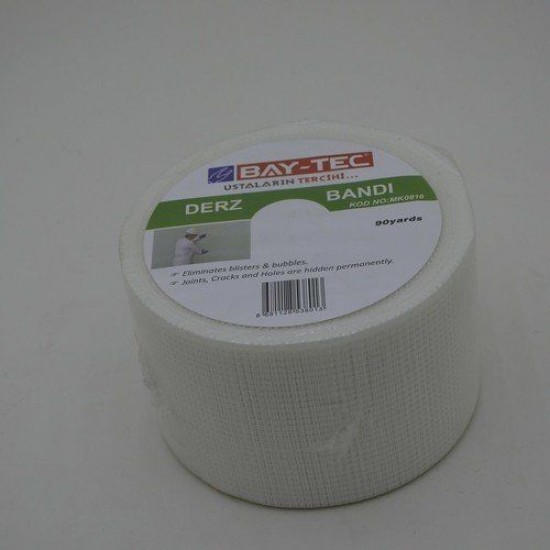 BAY-TEC
USTALARIN TERCİHİ...
DERZ BANDI
KOD NO:MK0816
90yards
Eliminates blisters & bubbles.
Joints, Cracks and Holes are hidden permanently.